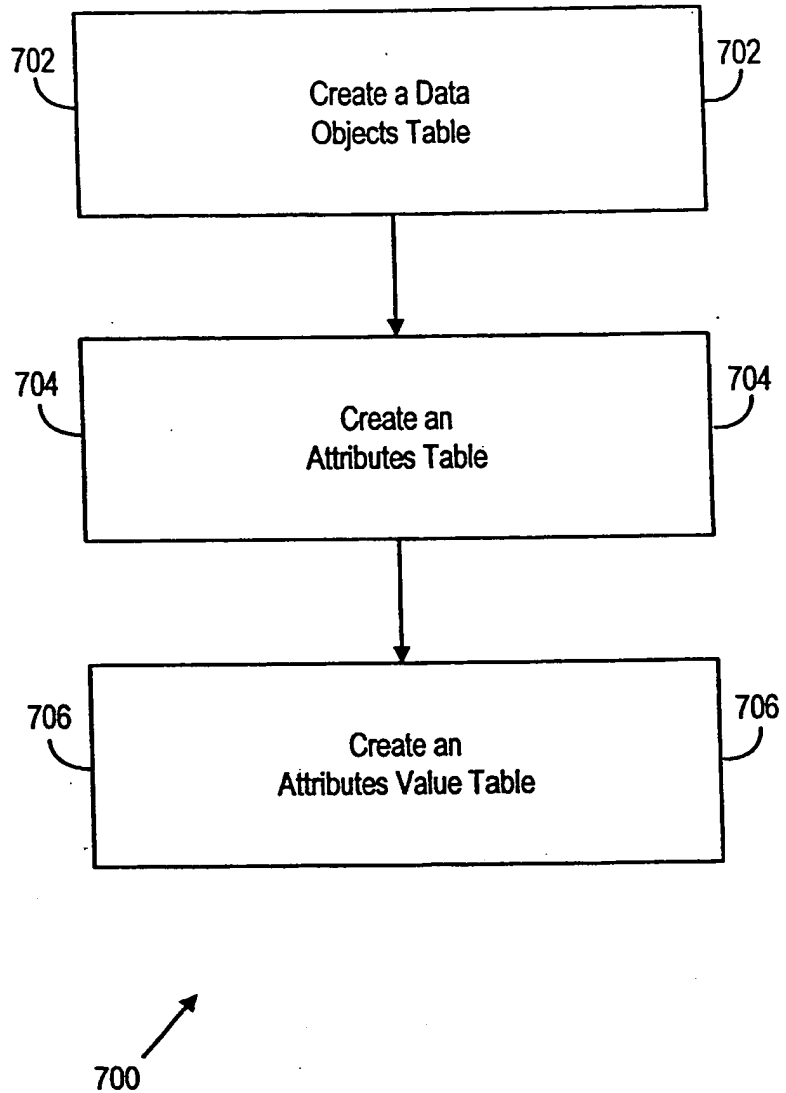 702
702
Create a Data
Objects Table
704
704
Create an
Attributes Table
706
706
Create an
Attributes Value Table
700